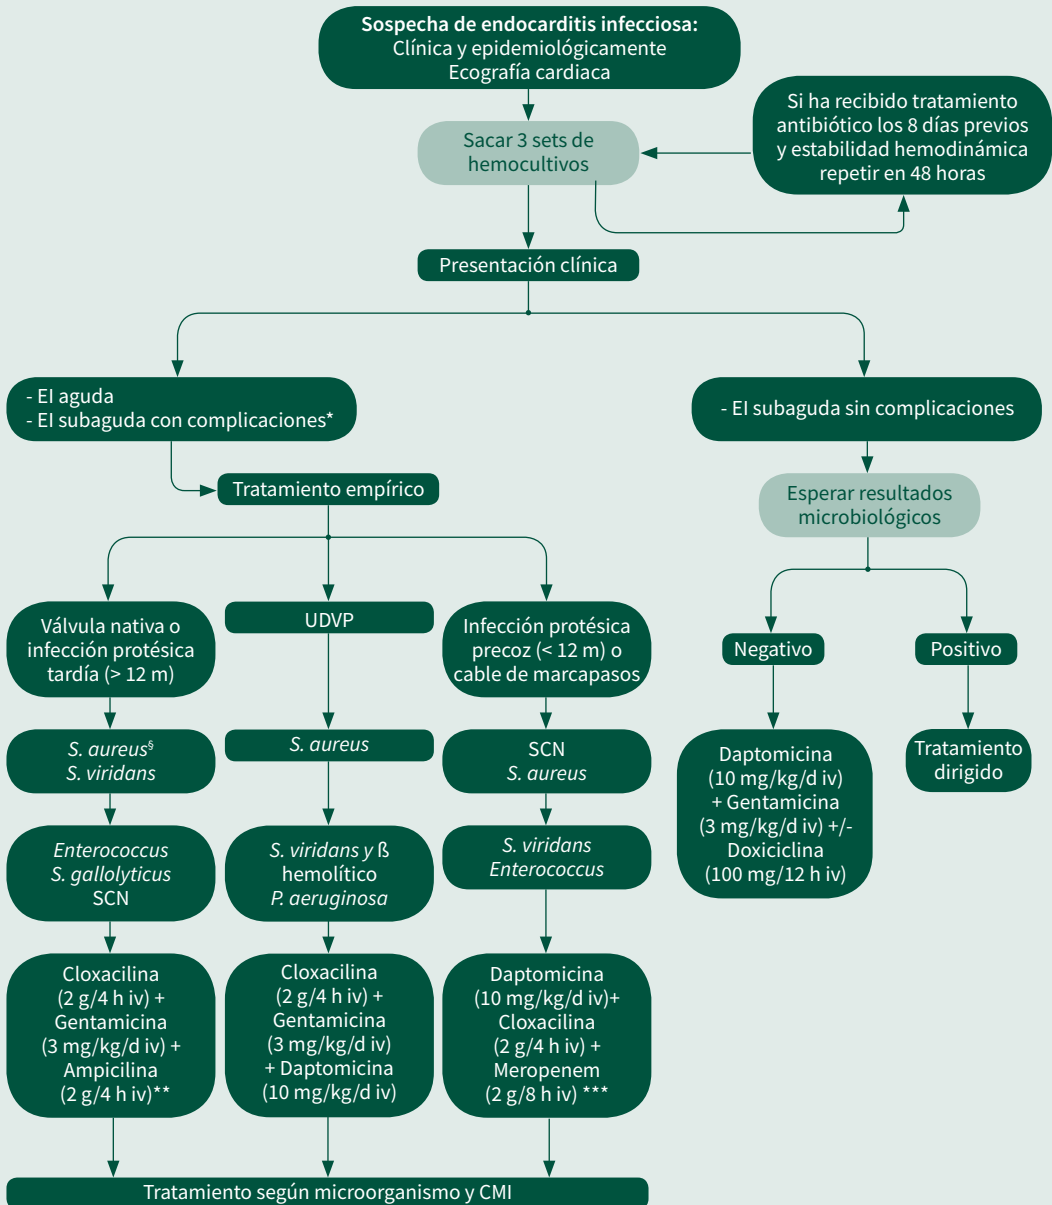 Sospecha de endocarditis infecciosa:
Clínica y epidemiológicamente
Ecografía cardiaca
Si ha recibido tratamiento
antibiótico los 8 días previos
y estabilidad hemodinámica
repetir en 48 horas
Sacar 3 sets de
hemocultivos
Presentación clínica
- EI aguda
- EI subaguda con complicaciones*
- EI subaguda sin complicaciones
Tratamiento empírico
Esperar resultados
microbiológicos
Válvula nativa o
infección protésica
tardía (> 12 m)
UDVP
Infección protésica
precoz (< 12 m) o
cable de marcapasos
Negativo
Positivo
S. aureus§
S. viridans
S. aureus
SCN
S. aureus
Daptomicina
(10 mg/kg/d iv)
+ Gentamicina
(3 mg/kg/d iv) +/-
Doxiciclina
(100 mg/12 h iv)
Tratamiento
dirigido
Enterococcus
S. gallolyticus
SCN
S. viridans y ß
hemolítico
P. aeruginosa
S. viridans
Enterococcus
Cloxacilina
(2 g/4 h iv) +
Gentamicina
(3 mg/kg/d iv) +
Ampicilina
(2 g/4 h iv)**
Cloxacilina
(2 g/4 h iv) +
Gentamicina
(3 mg/kg/d iv)
+ Daptomicina
(10 mg/kg/d iv)
Daptomicina
(10 mg/kg/d iv)+
Cloxacilina
(2 g/4 h iv) +
Meropenem
(2 g/8 h iv) ***
Tratamiento según microorganismo y CMI